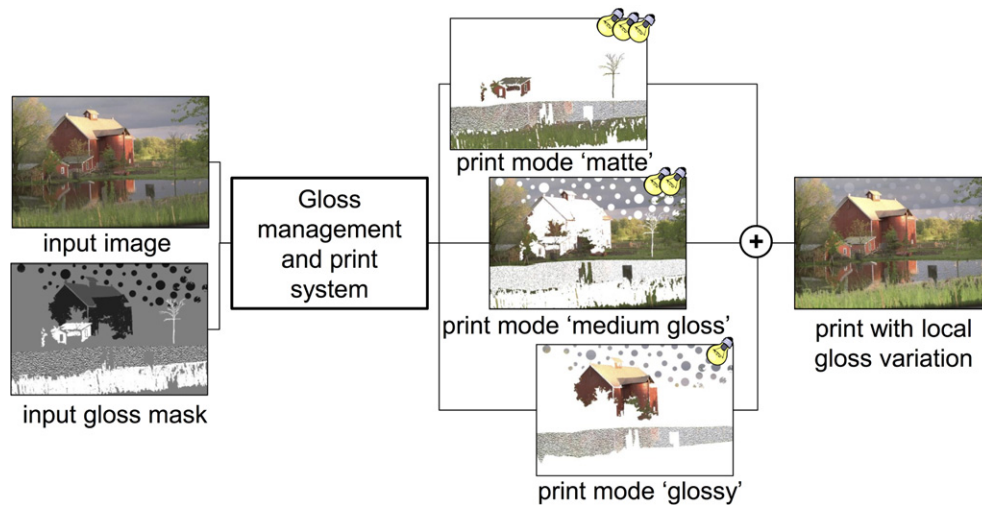 input image
input gloss mask
Gloss
management
and print
system
print mode ‘matte’
print mode ‘medium gloss’
print mode ‘glossy’
+
print with local
gloss variation